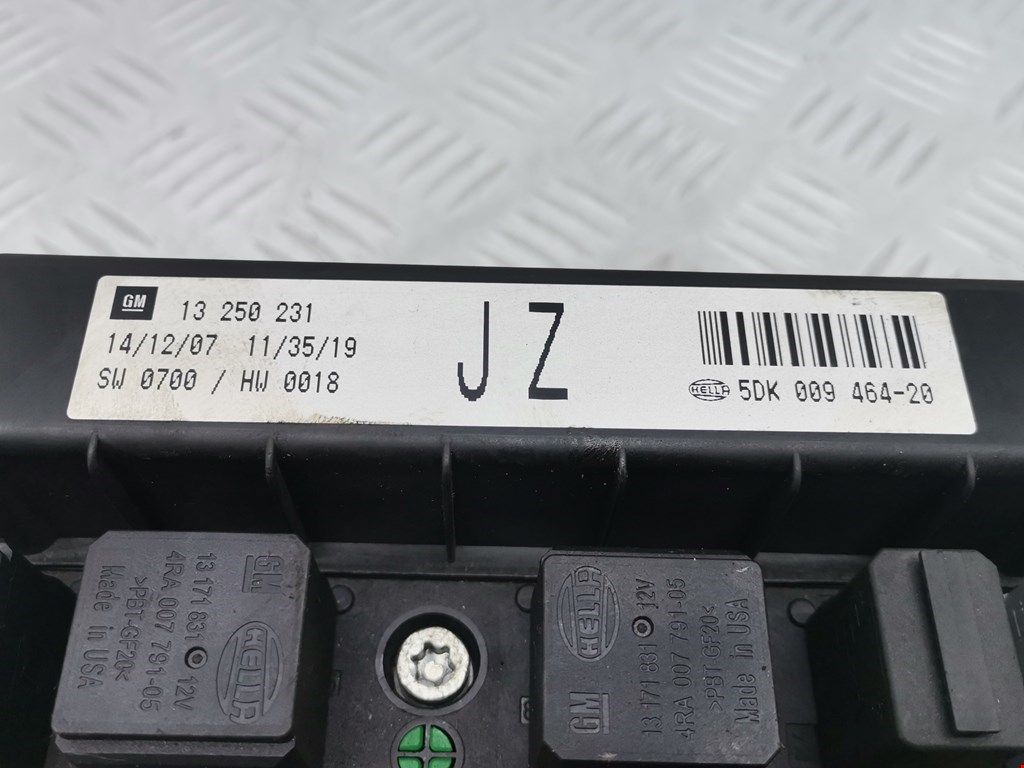 GM 13 250 231
14/12/07 11/35/19
SW 0700 / HW 0018
J Z
HELLA 5DK 009 464-20
GM
13 171 831 12V
4RA 007 791-05
>PBT-GF20<
Made in USA
HELLA
HELLA
12V
GM
13 171 831
4RA 007 791-05
>PBT GF20<
Made in USA